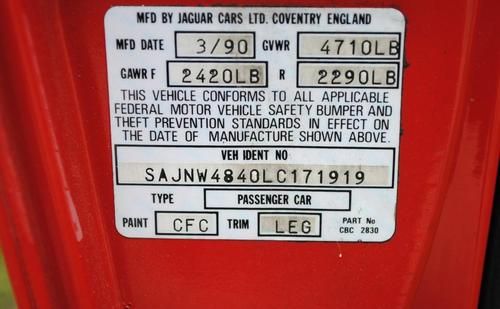 MFD BY JAGUAR CARS LTD. COVENTRY ENGLAND
MFD DATE 3/90 GVWR 4710LB
GAWR F 2420LB R 2290LB
THIS VEHICLE CONFORMS TO ALL APPLICABLE
FEDERAL MOTOR VEHICLE SAFETY BUMPER AND
THEFT PREVENTION STANDARDS IN EFFECT ON
THE DATE OF MANUFACTURE SHOWN ABOVE.
VEH IDENT NO
SAJNW4840LC171919
TYPE PASSENGER CAR
PAINT CFC TRIM LEG PART No
CBC 2830